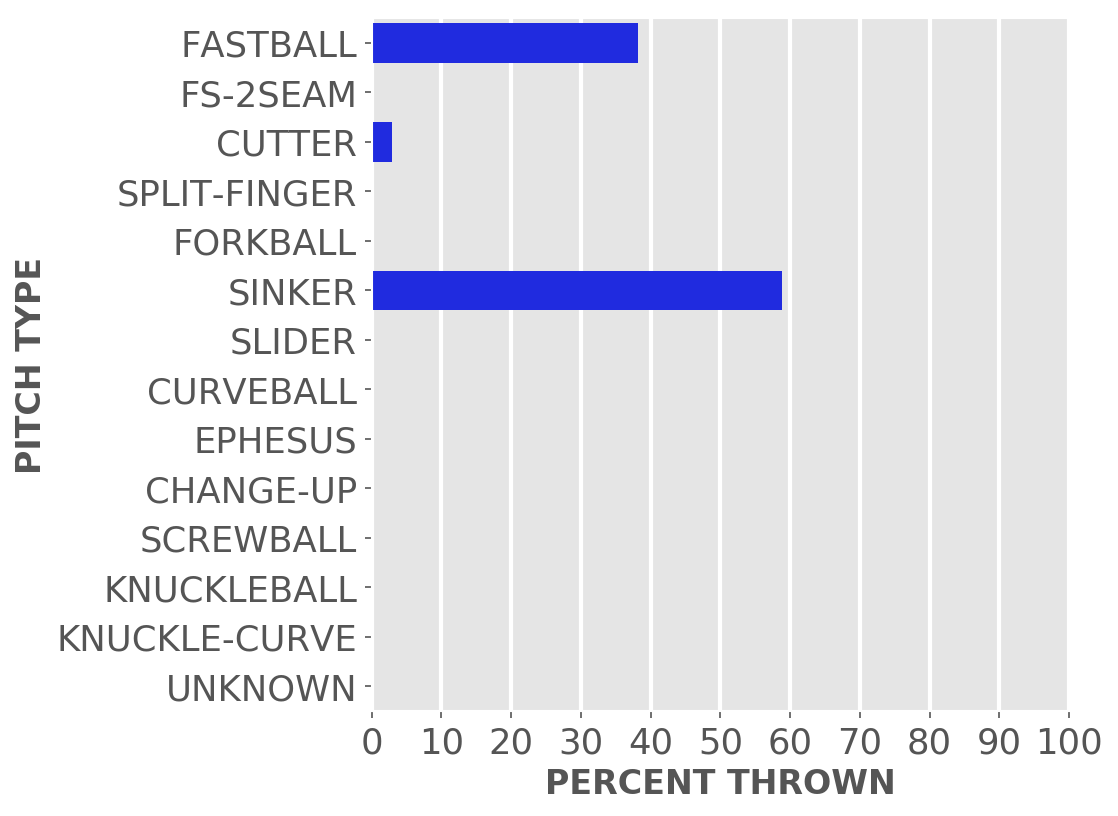 FASTBALL
FS-2SEAM
CUTTER
SPLIT-FINGER
FORKBALL
SINKER
SLIDER
CURVEBALL
EPHESUS
CHANGE-UP
SCREWBALL
KNUCKLEBALL
KNUCKLE-CURVE
UNKNOWN
PITCH TYPE
0 10 20 30 40 50 60 70 80 90 100
PERCENT THROWN